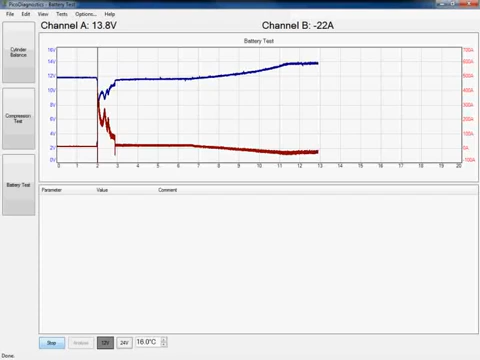 PicoDiagnostics - Battery Test
File Edit View Tests Options... Help
Channel A: 13.8V Channel B: -22A
Battery Test
Cylinder
Balance
Compression
Test
Battery Test
16V
14V
12V
10V
8V
6V
4V
2V
0V
700A
600A
500A
400A
300A
200A
100A
0A
-100A
0 1 2 3 4 5 6 7 8 9 10 11 12 13 14 15 16 17 18 19 20
Parameter Value Comment
Stop Analyse 12V 24V 16.0°C
Done.